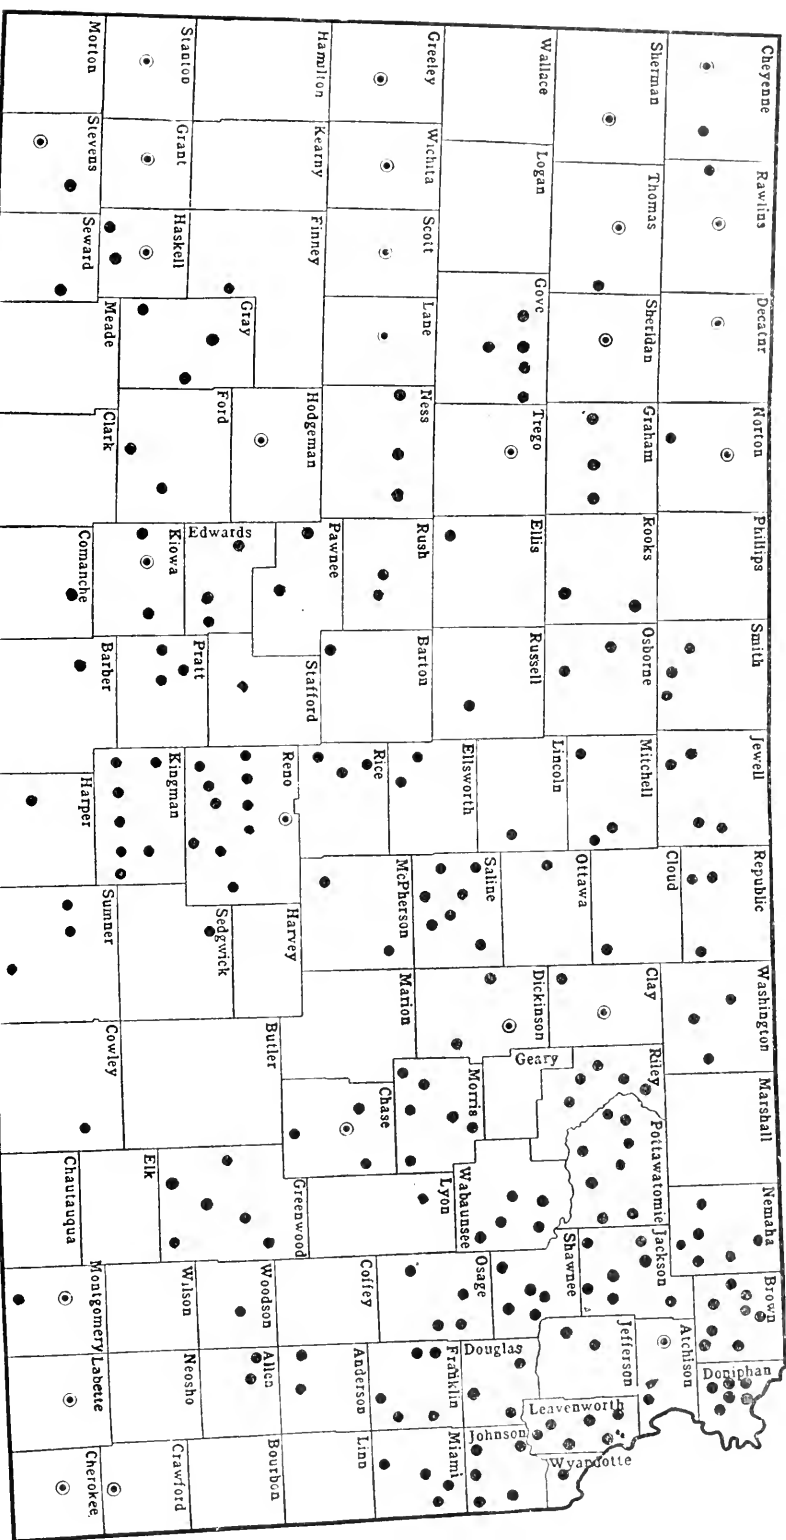 Cheyenne
Rawlins
Decatur
Norton
Phillips
Smith
Jewell
Republic
Washington
Marshall
Nemaha
Brown
Doniphan
Sherman
Thomas
Sheridan
Graham
Rooks
Osborne
Mitchell
Cloud
Clay
Riley
Pottawatomie
Jackson
Atchison
Jefferson
Leavenworth
Wyandotte
Wallace
Logan
Gove
Trego
Ellis
Russell
Lincoln
Ottawa
Ellsworth
Saline
Dickinson
Geary
Morris
Wabaunsee
Shawnee
Osage
Douglas
Johnson
Greeley
Wichita
Scott
Lane
Ness
Rush
Barton
Rice
McPherson
Marion
Chase
Lyon
Coffey
Franklin
Miami
Anderson
Linn
Hamilton
Kearny
Finney
Hodgeman
Pawnee
Stafford
Reno
Harvey
Butler
Greenwood
Woodson
Allen
Bourbon
Stanton
Grant
Haskell
Gray
Ford
Edwards
Kiowa
Pratt
Kingman
Sedgwick
Elk
Wilson
Neosho
Crawford
Morton
Stevens
Seward
Meade
Clark
Comanche
Barber
Harper
Sumner
Cowley
Chautauqua
Montgomery
Labette
Cherokee